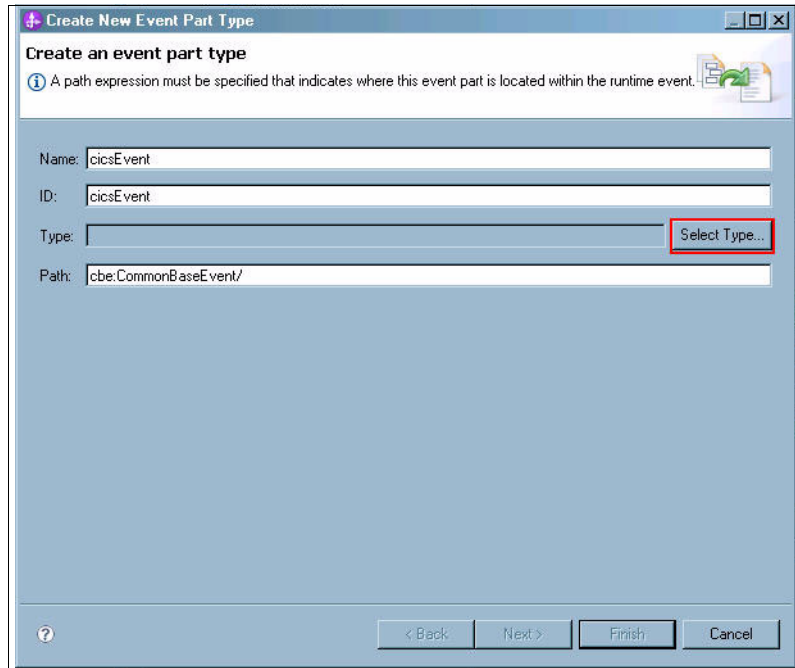 Create New Event Part Type
Create an event part type
A path expression must be specified that indicates where this event part is located within the runtime event.
Name: cicsEvent
ID: cicsEvent
Type: Select Type...
Path: cbe:CommonBaseEvent/
? < Back Next > Finish Cancel